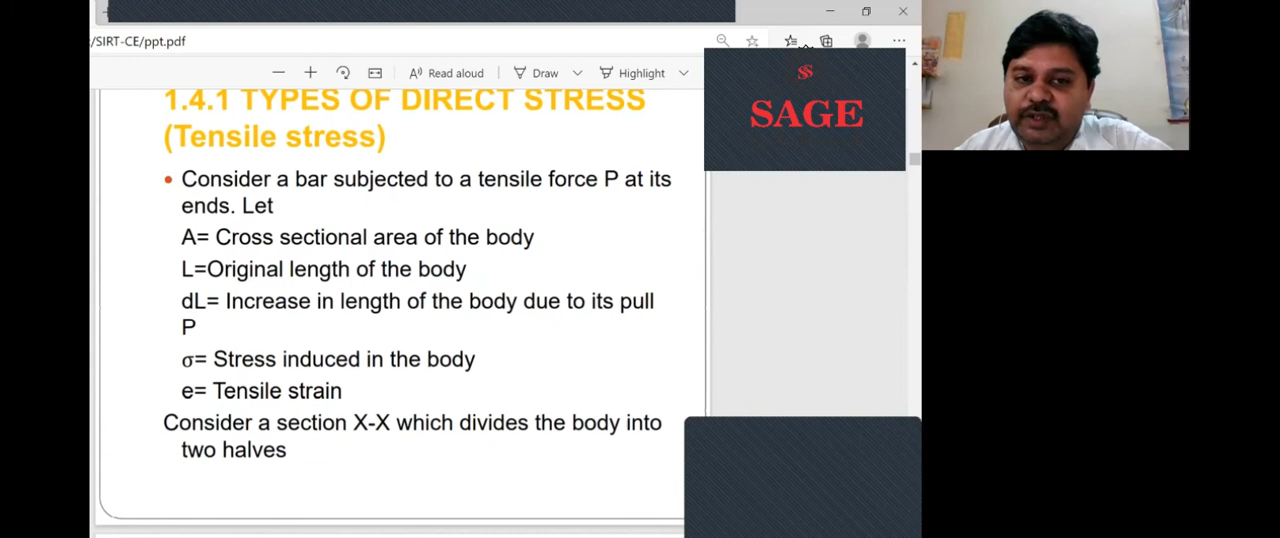 /SIRT-CE/ppt.pdf
Read aloud
Draw
Highlight
SAGE
1.4.1 TYPES OF DIRECT STRESS
(Tensile stress)
• Consider a bar subjected to a tensile force P at its
ends. Let
A= Cross sectional area of the body
L=Original length of the body
dL= Increase in length of the body due to its pull
P
σ= Stress induced in the body
e= Tensile strain
Consider a section X-X which divides the body into
two halves